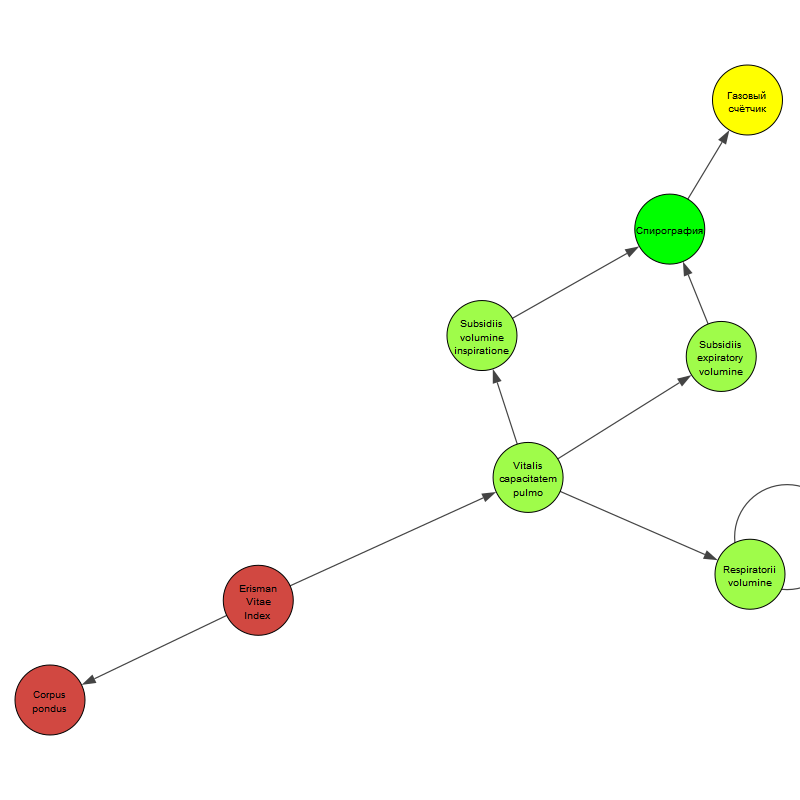 Газовый
счётчик
Спирография
Subsidiis
volumine
inspiratione
Subsidiis
expiratory
volumine
Vitalis
capacitatem
pulmo
Respiratorii
volumine
Erisman
Vitae
Index
Corpus
pondus